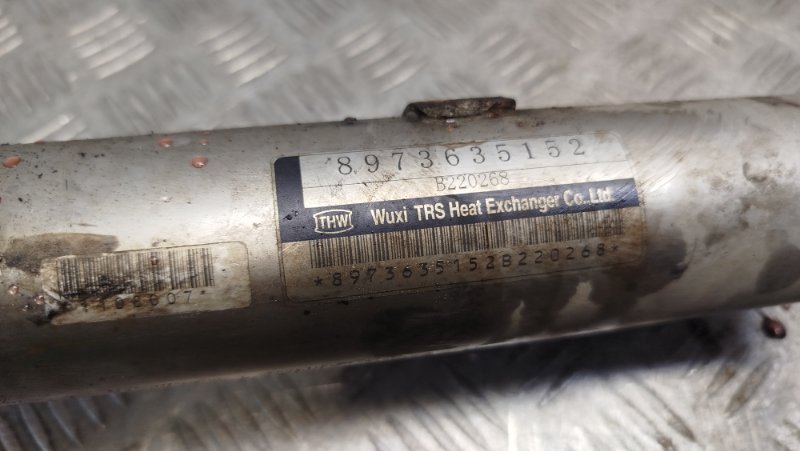 8973635152
B220268
THW Wuxi TRS Heat Exchanger Co., Ltd.
*8973635152B220268*